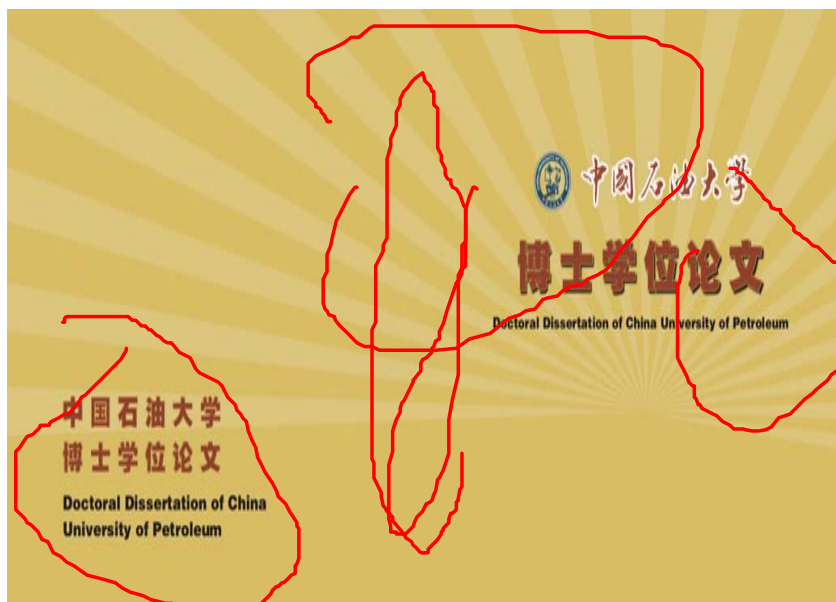 中国石油大学
博士学位论文
Doctoral Dissertation of China University of Petroleum
中国石油大学
博士学位论文
Doctoral Dissertation of China
University of Petroleum